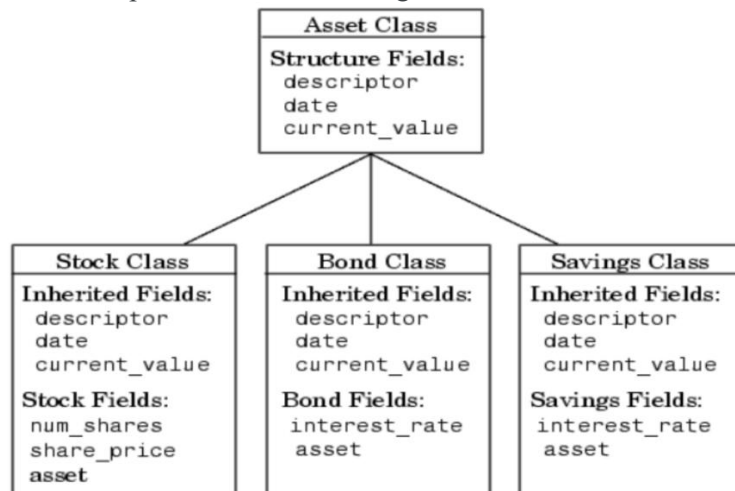 Asset Class
Structure Fields:
descriptor
date
current_value
Stock Class
Inherited Fields:
descriptor
date
current_value
Stock Fields:
num_shares
share_price
asset
Bond Class
Inherited Fields:
descriptor
date
current_value
Bond Fields:
interest_rate
asset
Savings Class
Inherited Fields:
descriptor
date
current_value
Savings Fields:
interest_rate
asset